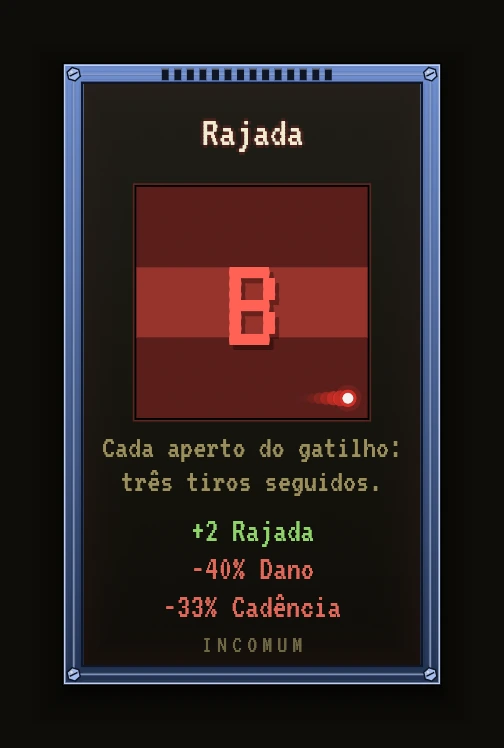 Rajada
B
Cada aperto do gatilho:
três tiros seguidos.
+2 Rajada
-40% Dano
-33% Cadência
INCOMUM